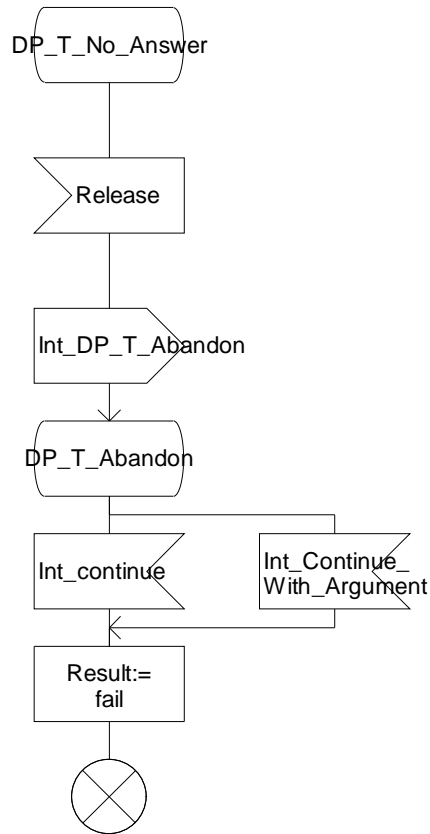 DP_T_No_Answer
Release
Int_DP_T_Abandon
DP_T_Abandon
Int_continue
Int_Continue_
With_Argument
Result:=
fail